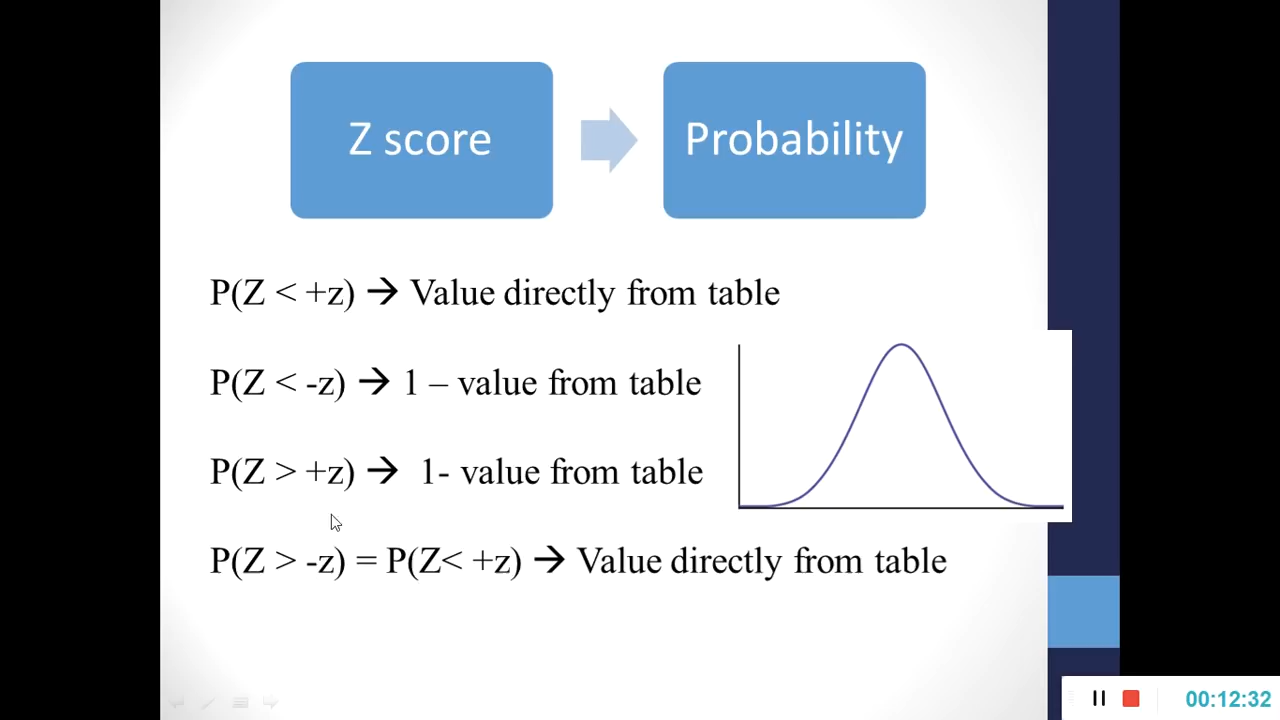 Z score
Probability
P(Z < +z) → Value directly from table
P(Z < -z) → 1 – value from table
P(Z > +z) → 1- value from table
P(Z > -z) = P(Z< +z) → Value directly from table
00:12:32